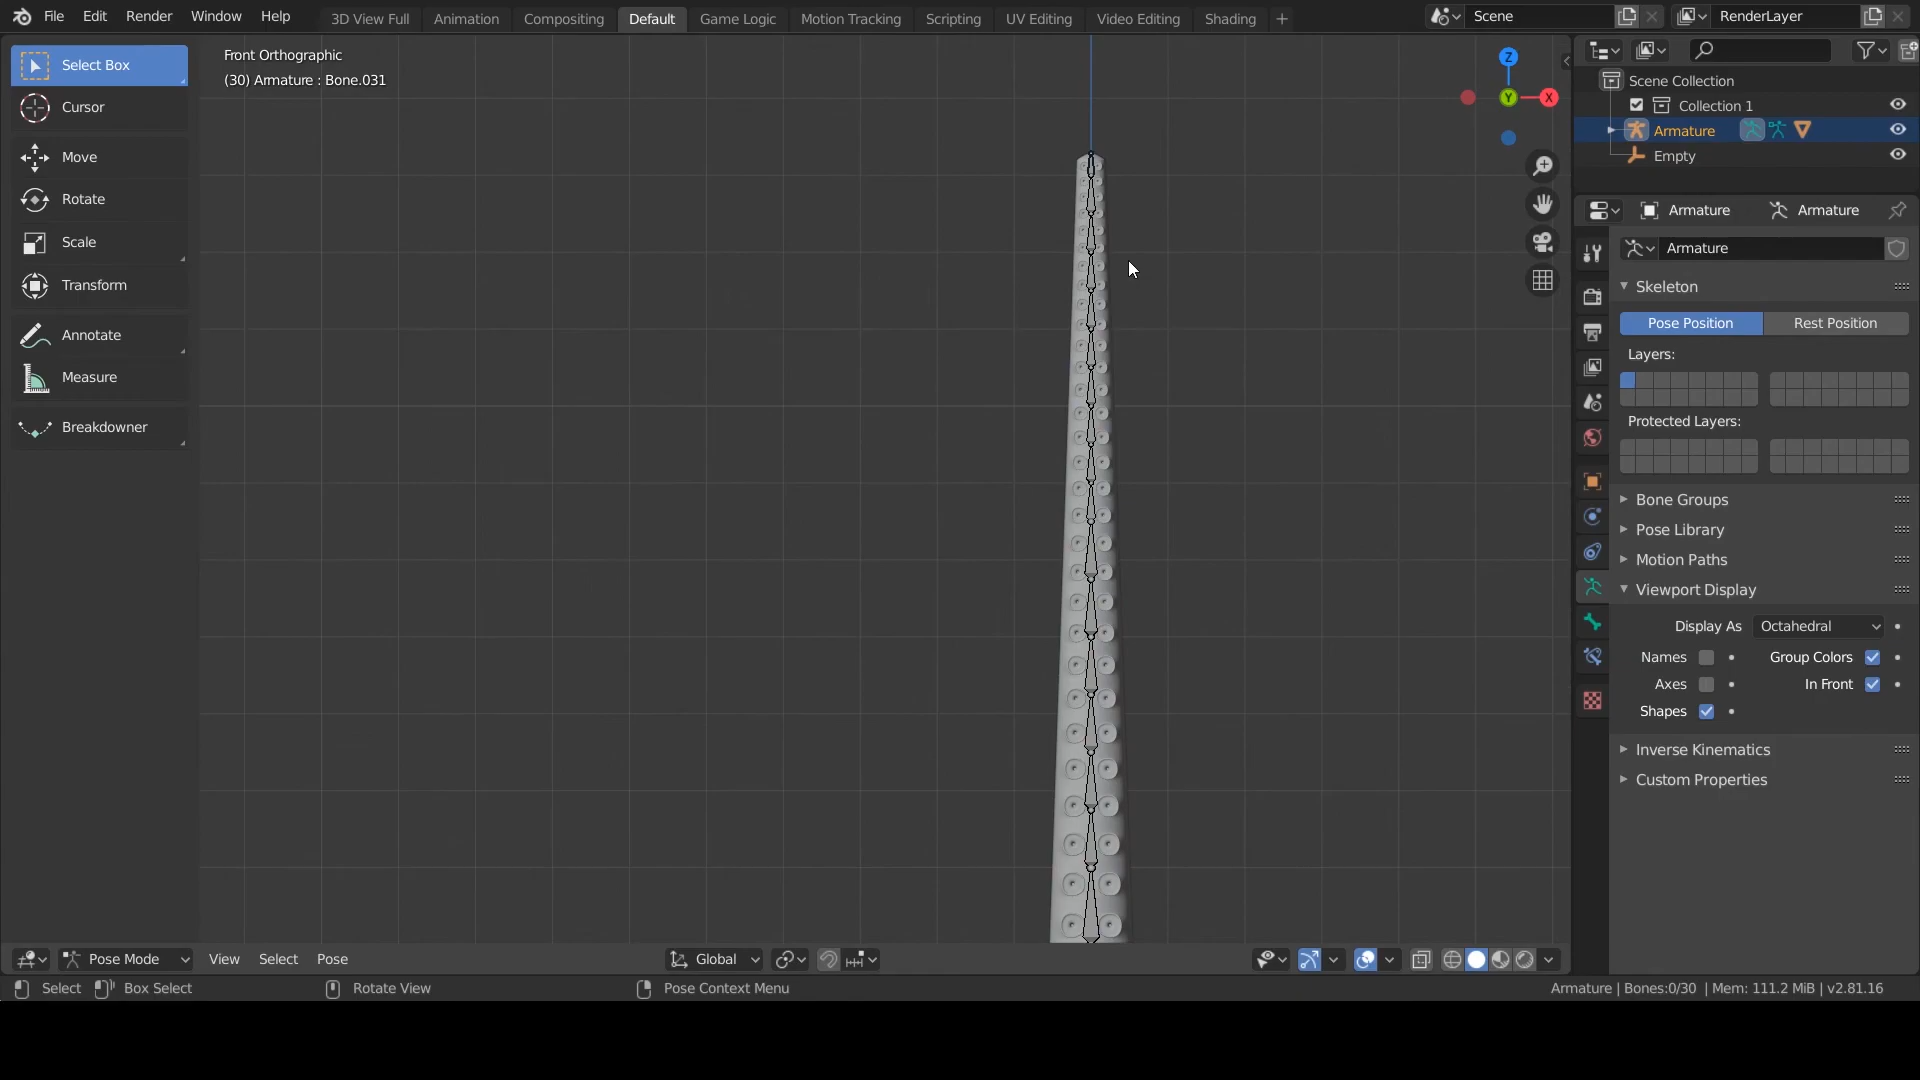 File Edit Render Window Help 3D View Full Animation Compositing Default Game Logic Motion Tracking Scripting UV Editing Video Editing Shading Scene RenderLayer
Select Box
Cursor
Move
Rotate
Scale
Transform
Annotate
Measure
Breakdowner
Front Orthographic
(30) Armature : Bone.031
Z
Y
X
Scene Collection
Collection 1
Armature
Empty
Armature Armature
Armature
Skeleton
Pose Position Rest Position
Layers:
Protected Layers:
Bone Groups
Pose Library
Motion Paths
Viewport Display
Display As Octahedral
Names Group Colors
Axes In Front
Shapes
Inverse Kinematics
Custom Properties
Pose Mode View Select Pose Global
Select Box Select Rotate View Pose Context Menu Armature | Bones:0/30 | Mem: 111.2 MiB | v2.81.16